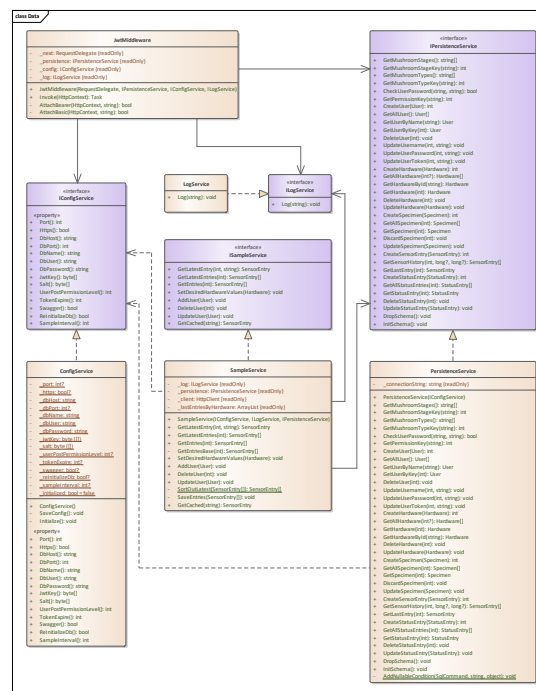 class Data
JwtMiddleware
- _next: RequestDelegate {readOnly}
- _persistence: IPersistenceService {readOnly}
- _config: IConfigService {readOnly}
- _log: ILogService {readOnly}
+ JwtMiddleware(RequestDelegate, IPersistenceService, IConfigService, ILogService)
+ Invoke(HttpContext): Task
- AttachBearer(HttpContext, string): bool
- AttachBasic(HttpContext, string): bool
«interface»
IPersistenceService
+ GetMushroomStages(): string[]
+ GetMushroomStageKey(string): int
+ GetMushroomTypes(): string[]
+ GetMushroomTypeKey(string): int
+ CheckUserPassword(string, string): bool
+ GetPermissionKey(string): int
+ CreateUser(User): int
+ GetAllUser(): User[]
+ GetUserByName(string): User
+ GetUserByKey(int): User
+ DeleteUser(int): void
+ UpdateUsername(int, string): void
+ UpdateUserPassword(int, string): void
+ UpdateUserToken(int, string): void
+ CreateHardware(Hardware): int
+ GetAllHardware(int?): Hardware[]
+ GetHardwareById(string): Hardware
+ GetHardware(int): Hardware
+ DeleteHardware(int): void
+ UpdateHardware(Hardware): void
+ CreateSpecimen(Specimen): int
+ GetAllSpecimen(int): Specimen[]
+ GetSpecimen(int): Specimen
+ DiscardSpecimen(int): void
+ UpdateSpecimen(Specimen): void
+ CreateSensorEntry(SensorEntry): int
+ GetSensorHistory(int, long?, long?): SensorEntry[]
+ GetLastEntry(int): SensorEntry
+ CreateStatusEntry(StatusEntry): int
+ GetAllStatusEntries(int): StatusEntry[]
+ GetStatusEntry(int): StatusEntry
+ DeleteStatusEntry(int): void
+ UpdateStatusEntry(StatusEntry): void
+ DropSchema(): void
+ InitSchema(): void
LogService
+ Log(string): void
«interface»
ILogService
+ Log(string): void
«interface»
IConfigService
«property»
+ Port(): int
+ Https(): bool
+ DbHost(): string
+ DbPort(): int
+ DbName(): string
+ DbUser(): string
+ DbPassword(): string
+ JwtKey(): byte[]
+ Salt(): byte[]
+ UserPostPermissionLevel(): int
+ TokenExpire(): int
+ Swagger(): bool
+ ReInitializeDb(): bool
+ SampleInterval(): int
«interface»
ISampleService
+ GetLatestEntry(int, string): SensorEntry
+ GetLatestEntries(int): SensorEntry[]
+ GetEntries(int): SensorEntry[]
+ SetDesiredHardwareValues(Hardware): void
+ AddUser(User): void
+ DeleteUser(int): void
+ UpdateUser(User): void
+ GetCached(string): SensorEntry
ConfigService
- _port: int?
- _https: bool?
- _dbHost: string
- _dbPort: int?
- _dbName: string
- _dbUser: string
- _dbPassword: string
- _jwtKey: byte ([])
- _salt: byte ([])
- _userPostPermissionLevel: int?
- _tokenExpire: int?
- _swagger: bool?
- _reInitializeDb: bool?
- _sampleInterval: int?
- _initialized: bool = false
+ ConfigService()
- SaveConfig(): void
- Initialize(): void
«property»
+ Port(): int
+ Https(): bool
+ DbHost(): string
+ DbPort(): int
+ DbName(): string
+ DbUser(): string
+ DbPassword(): string
+ JwtKey(): byte[]
+ Salt(): byte[]
+ UserPostPermissionLevel(): int
+ TokenExpire(): int
+ Swagger(): bool
+ ReInitializeDb(): bool
+ SampleInterval(): int
SampleService
- _log: ILogService {readOnly}
- _persistence: IPersistenceService {readOnly}
- _client: HttpClient {readOnly}
- _lastEntriesByHardware: ArrayList {readOnly}
+ SampleService(IConfigService, ILogService, IPersistenceService)
+ GetLatestEntry(int, string): SensorEntry
+ GetLatestEntries(int): SensorEntry[]
+ GetEntries(int): SensorEntry[]
+ GetEntriesBase(int): SensorEntry[]
+ SetDesiredHardwareValues(Hardware): void
+ AddUser(User): void
+ DeleteUser(int): void
+ UpdateUser(User): void
- SortOutLatest(SensorEntry[]): SensorEntry[]
- SaveEntries(SensorEntry[]): void
+ GetCached(string): SensorEntry
PersistenceService
- _connectionString: string {readOnly}
+ PersistenceService(IConfigService)
+ GetMushroomStages(): string[]
+ GetMushroomStageKey(string): int
+ GetMushroomTypes(): string[]
+ GetMushroomTypeKey(string): int
+ CheckUserPassword(string, string): bool
+ GetPermissionKey(string): int
+ CreateUser(User): int
+ GetAllUser(): User[]
+ GetUserByName(string): User
+ GetUserByKey(int): User
+ DeleteUser(int): void
+ UpdateUsername(int, string): void
+ UpdateUserPassword(int, string): void
+ UpdateUserToken(int, string): void
+ CreateHardware(Hardware): int
+ GetAllHardware(int?): Hardware[]
+ GetHardware(int): Hardware
+ GetHardwareById(string): Hardware
+ DeleteHardware(int): void
+ UpdateHardware(Hardware): void
+ CreateSpecimen(Specimen): int
+ GetAllSpecimen(int): Specimen[]
+ GetSpecimen(int): Specimen
+ DiscardSpecimen(int): void
+ UpdateSpecimen(Specimen): void
+ CreateSensorEntry(SensorEntry): int
+ GetSensorHistory(int, long?, long?): SensorEntry[]
+ GetLastEntry(int): SensorEntry
+ CreateStatusEntry(StatusEntry): int
+ GetAllStatusEntries(int): StatusEntry[]
+ GetStatusEntry(int): StatusEntry
+ DeleteStatusEntry(int): void
+ UpdateStatusEntry(StatusEntry): void
+ DropSchema(): void
+ InitSchema(): void
- AddNullableCondition(SqlCommand, string, object): void